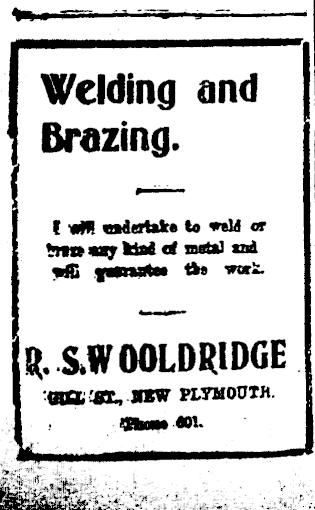 Welding and
Brazing.
I will undertake to weld or
braze any kind of metal and
will guarantee the work.
R. S. WOOLDRIDGE
GILL ST., NEW PLYMOUTH.
'Phone 601.